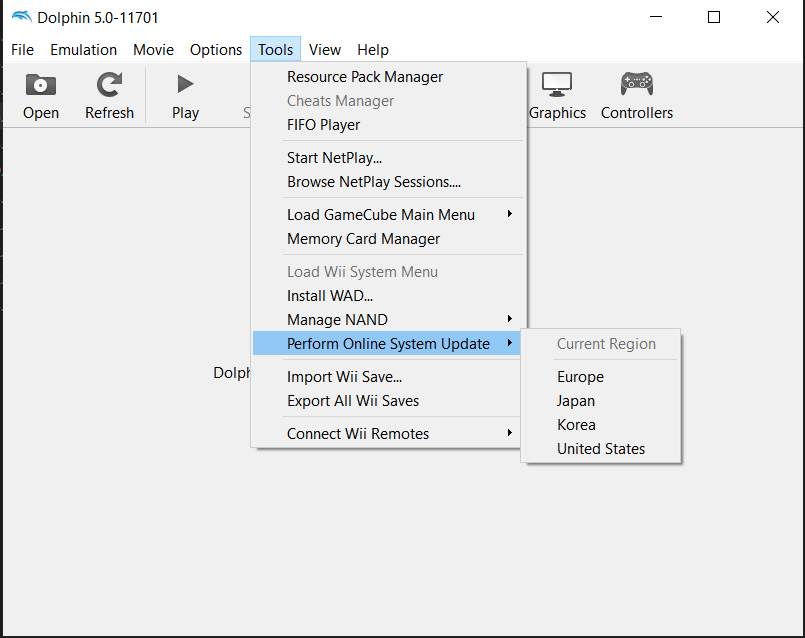 Dolphin 5.0-11701
File Emulation Movie Options Tools View Help
Open Refresh Play S Graphics Controllers
Resource Pack Manager
Cheats Manager
FIFO Player
Start NetPlay...
Browse NetPlay Sessions....
Load GameCube Main Menu
Memory Card Manager
Load Wii System Menu
Install WAD...
Manage NAND
Perform Online System Update
Current Region
Europe
Japan
Korea
United States
Dolph
Import Wii Save...
Export All Wii Saves
Connect Wii Remotes